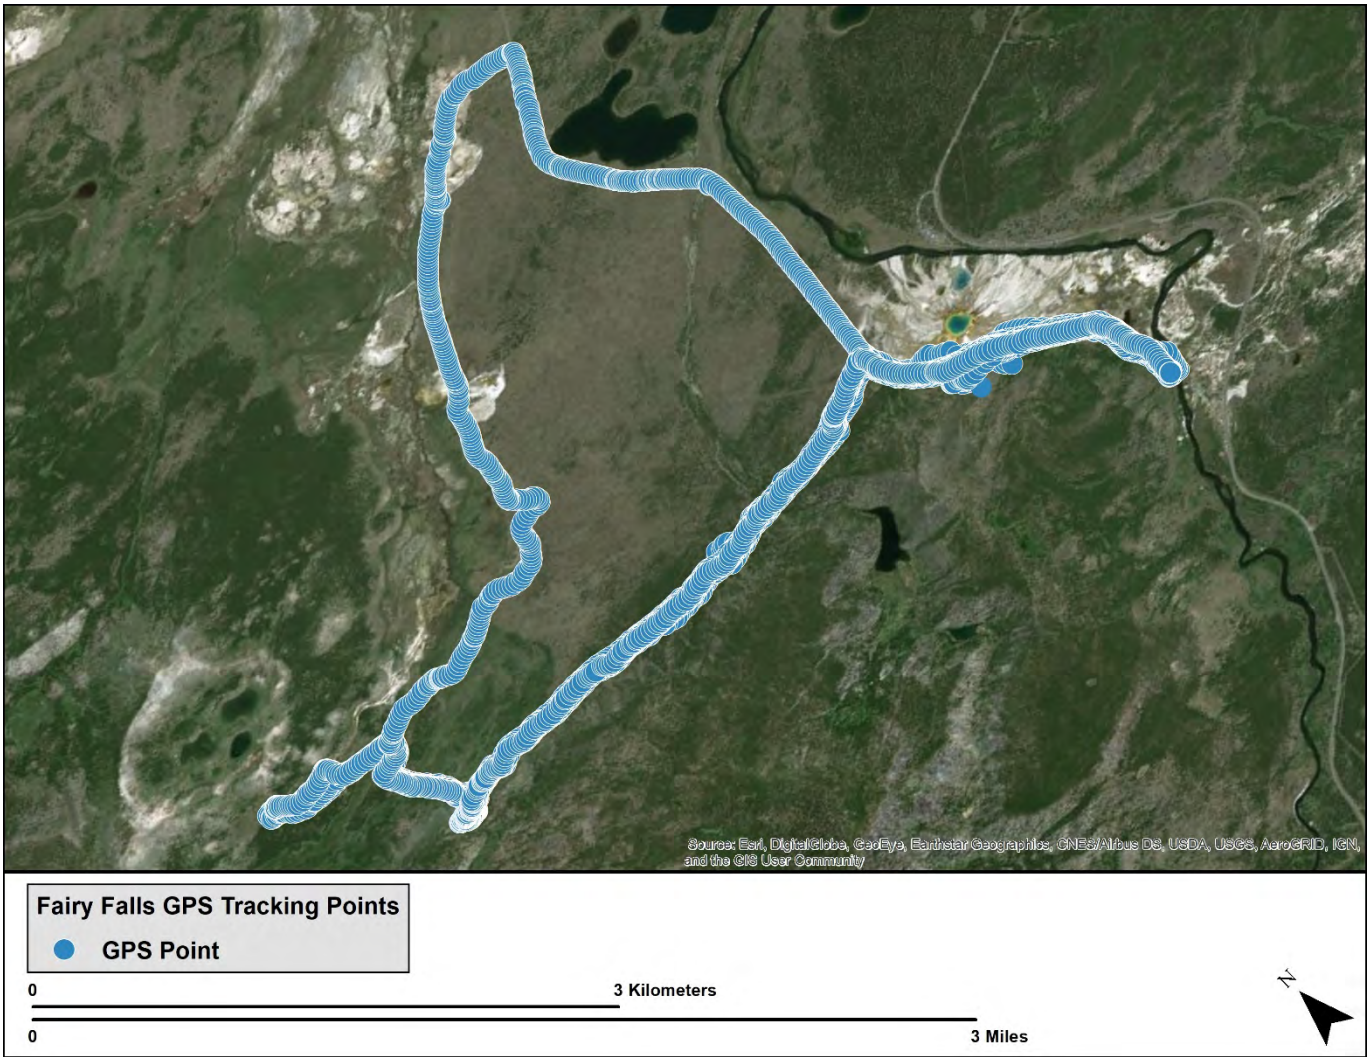 Source: Esri, DigitalGlobe, GeoEye, Earthstar Geographics, CNES/Airbus DS, USDA, USGS, AeroGRID, IGN,
and the GIS User Community
Fairy Falls GPS Tracking Points
GPS Point
0 3 Kilometers
0 3 Miles
N